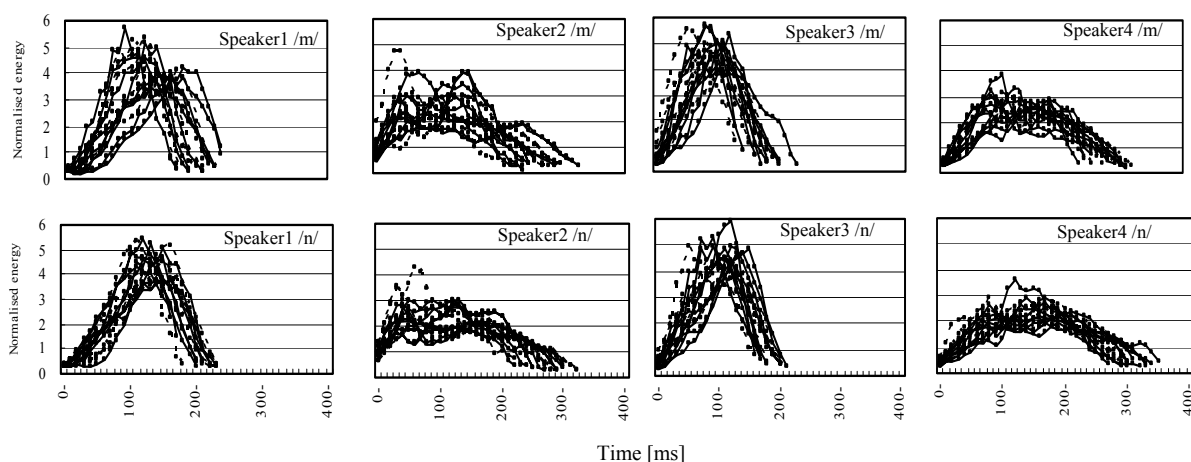 Speaker1 /m/
Speaker2 /m/
Speaker3 /m/
Speaker4 /m/
Normalised energy
6
5
4
3
2
1
0
Speaker1 /n/
Speaker2 /n/
Speaker3 /n/
Speaker4 /n/
Normalised energy
6
5
4
3
2
1
0
0- 100- 200- 300- 400-
0- 100- 200- 300- 400-
0- 100- 200- 300- 400-
0- 100- 200- 300- 400-
Time [ms]